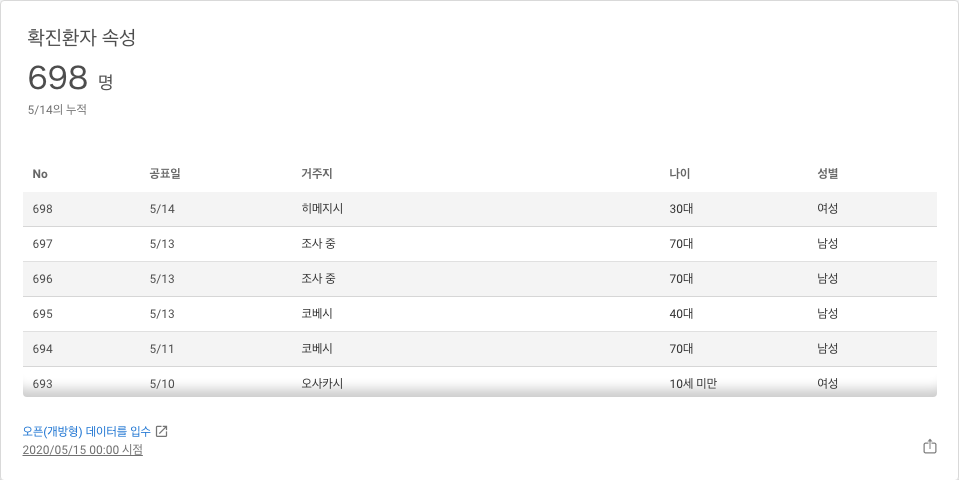 확진환자 속성
698 명
5/14의 누적
No 공표일 거주지 나이 성별
698 5/14 히메지시 30대 여성
697 5/13 조사 중 70대 남성
696 5/13 조사 중 70대 남성
695 5/13 코베시 40대 남성
694 5/11 코베시 70대 남성
693 5/10 오사카시 10세 미만 여성
오픈(개방형) 데이터를 입수
2020/05/15 00:00 시점